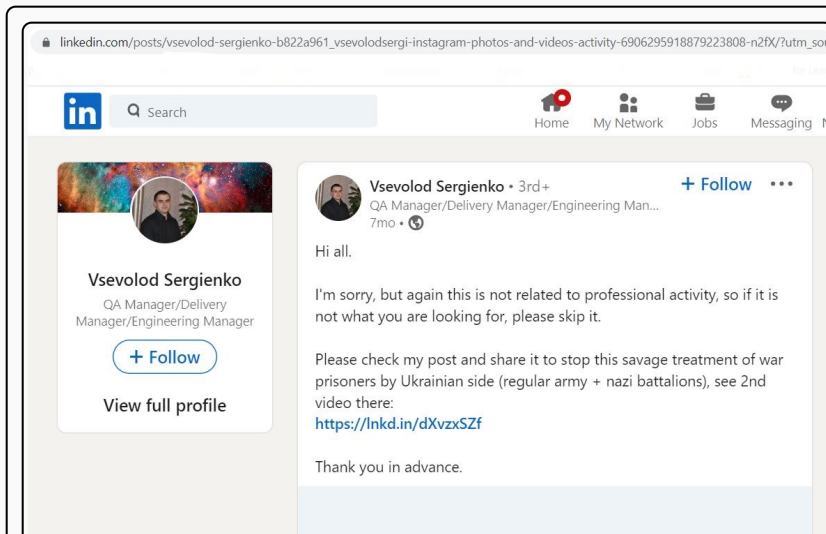 linkedin.com/posts/vsevolod-sergienko-b822a961_vsevolodsergi-instagram-photos-and-videos-activity-6906295918879223808-n2fX/?utm_sou
in
Search
Home
My Network
Jobs
Messaging
Vsevolod Sergienko
QA Manager/Delivery
Manager/Engineering Manager
+ Follow
View full profile
Vsevolod Sergienko • 3rd+
+ Follow
QA Manager/Delivery Manager/Engineering Man...
7mo •
Hi all.
I'm sorry, but again this is not related to professional activity, so if it is
not what you are looking for, please skip it.
Please check my post and share it to stop this savage treatment of war
prisoners by Ukrainian side (regular army + nazi battalions), see 2nd
video there:
https://lnkd.in/dXvzxSZf
Thank you in advance.